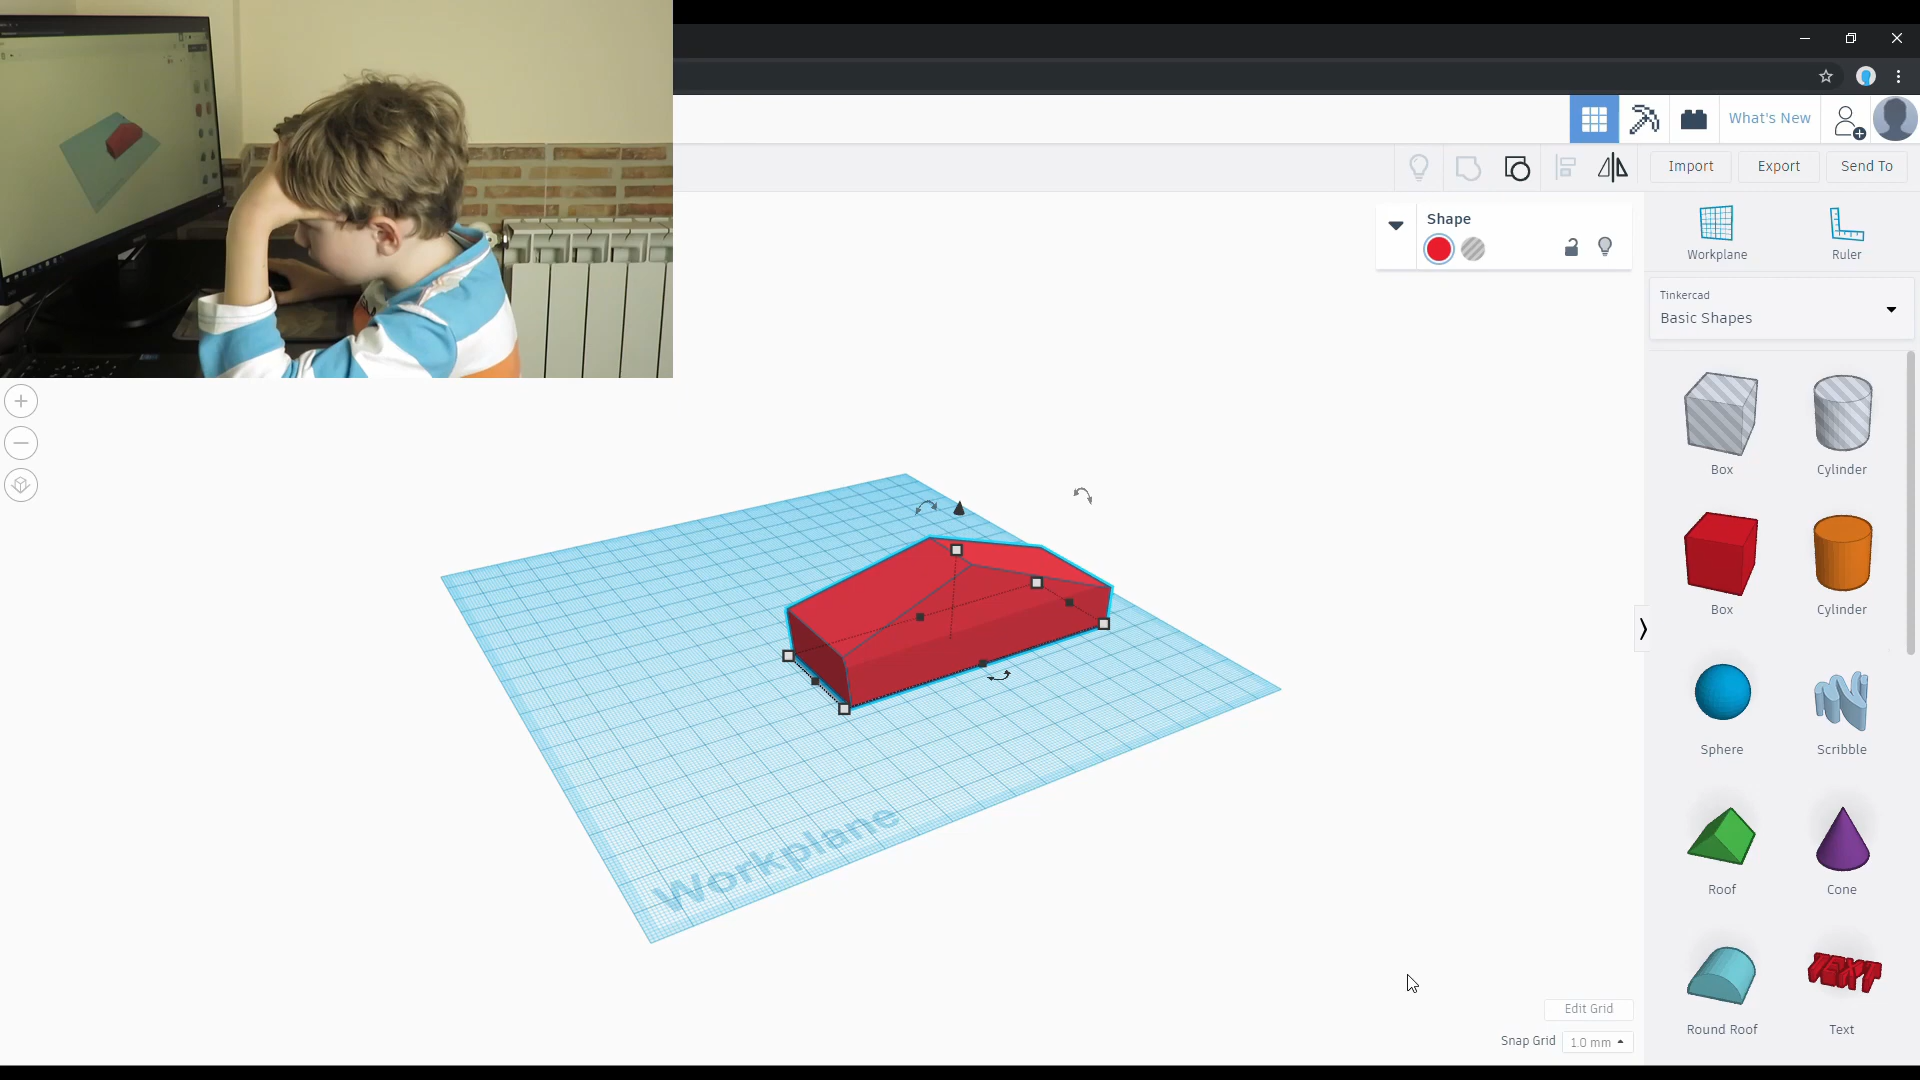 What's New
Import
Export
Send To
Shape
Workplane
Ruler
Tinkercad
Basic Shapes
Box
Cylinder
Box
Cylinder
Sphere
Scribble
Roof
Cone
TEXT
Round Roof
Text
Workplane
Edit Grid
Snap Grid
1.0 mm